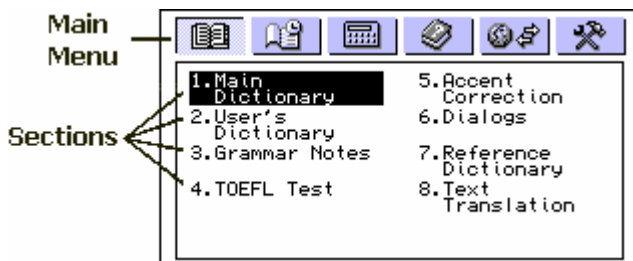 Main
Menu
Sections
1.Main
Dictionary
2.User's
Dictionary
3.Grammar Notes
4.TOEFL Test
5.Accent
Correction
6.Dialogs
7.Reference
Dictionary
8.Text
Translation